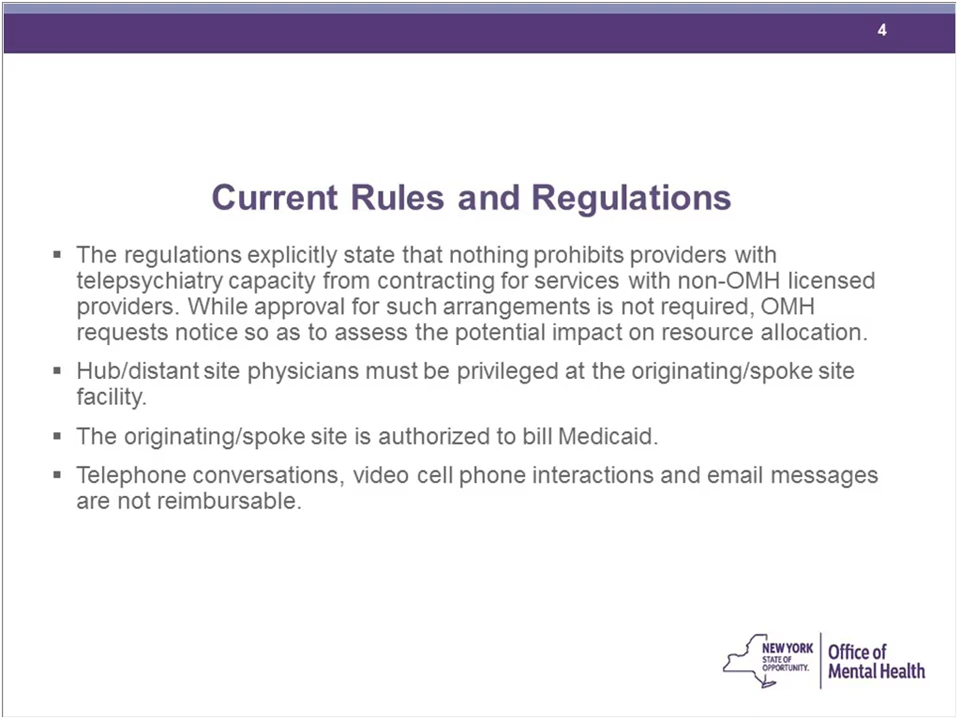 4
Current Rules and Regulations
▪ The regulations explicitly state that nothing prohibits providers with
telepsychiatry capacity from contracting for services with non-OMH licensed
providers. While approval for such arrangements is not required, OMH
requests notice so as to assess the potential impact on resource allocation.
▪ Hub/distant site physicians must be privileged at the originating/spoke site
facility.
▪ The originating/spoke site is authorized to bill Medicaid.
▪ Telephone conversations, video cell phone interactions and email messages
are not reimbursable.
NEW YORK
STATE OF
OPPORTUNITY.
Office of
Mental Health